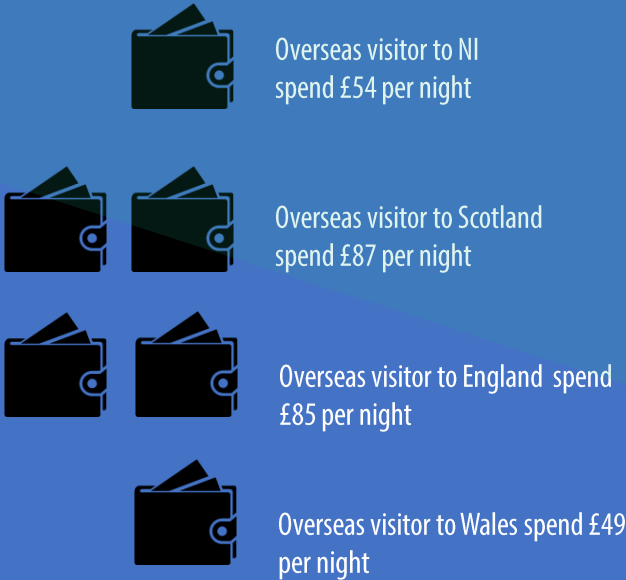 Overseas visitor to NI
spend £54 per night
Overseas visitor to Scotland
spend £87 per night
Overseas visitor to England spend
£85 per night
Overseas visitor to Wales spend £49
per night